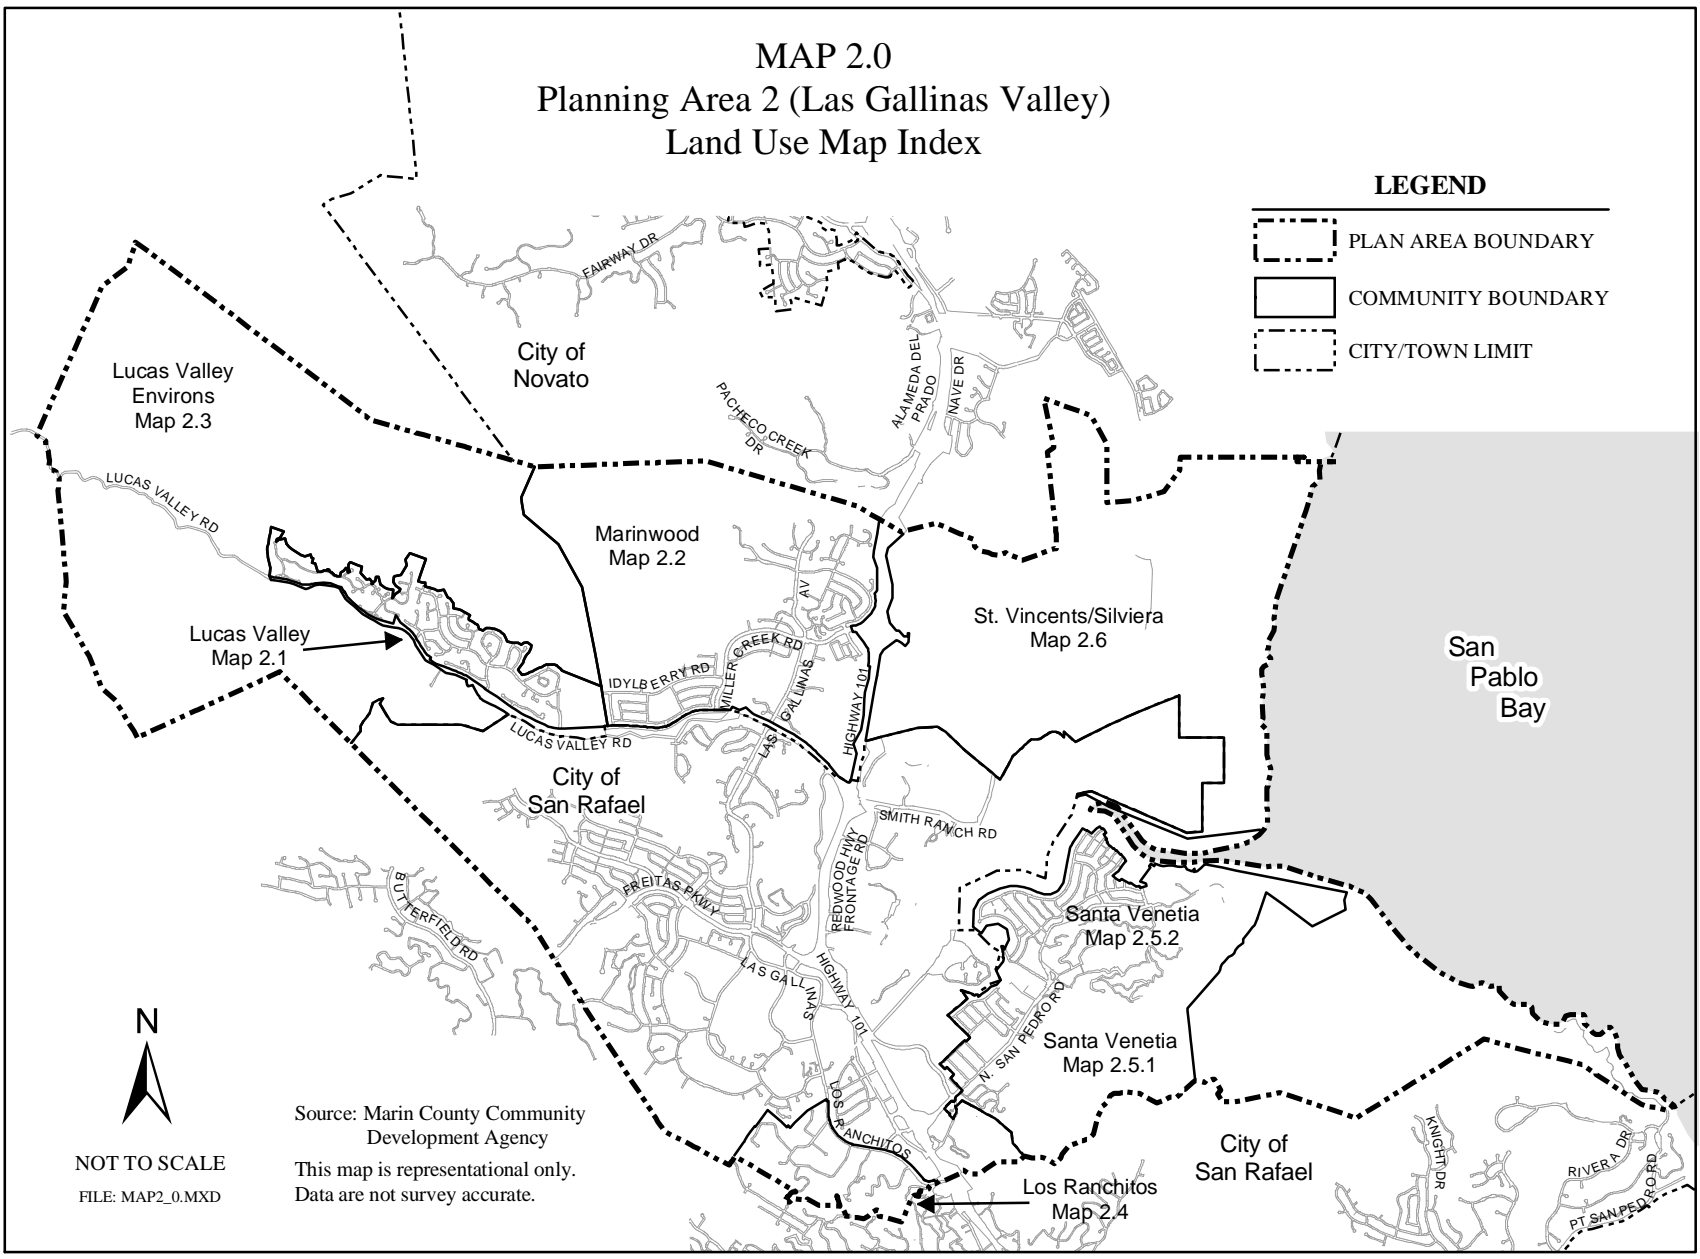 MAP 2.0
Planning Area 2 (Las Gallinas Valley)
Land Use Map Index
LEGEND
PLAN AREA BOUNDARY
COMMUNITY BOUNDARY
CITY/TOWN LIMIT
FAIRWAY DR
City of
Novato
ALAMEDA DEL
PRADO
NAVE DR
PACHECO CREEK
DR
Lucas Valley
Environs
Map 2.3
LUCAS VALLEY RD
Marinwood
Map 2.2
AV
St. Vincents/Silviera
Map 2.6
San
Pablo
Bay
Lucas Valley
Map 2.1
IDYLBERRY RD
MILLER CREEK RD
LAS GALLINAS
HIGHWAY 101
LUCAS VALLEY RD
City of
San Rafael
SMITH RANCH RD
REDWOOD HWY
FRONTAGE RD
FREITAS PKWY
BUTTERFIELD RD
LAS GALLINAS
HIGHWAY 101
Santa Venetia
Map 2.5.2
N. SAN PEDRO RD
Santa Venetia
Map 2.5.1
LOS RANCHITOS
Los Ranchitos
Map 2.4
City of
San Rafael
KNIGHT DR
RIVERA DR
PT SAN PEDRO RD
N
NOT TO SCALE
FILE: MAP2_0.MXD
Source: Marin County Community
Development Agency
This map is representational only.
Data are not survey accurate.